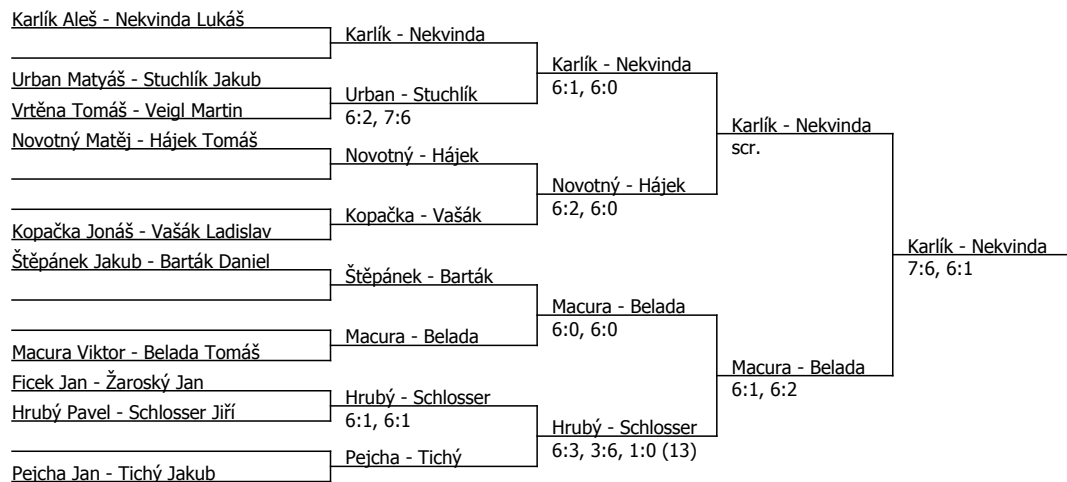 Karlík Aleš - Nekvinda Lukáš
Urban Matyáš - Stuchlík Jakub
Vrtěna Tomáš - Veigl Martin
Novotný Matěj - Hájek Tomáš
Kopačka Jonáš - Vašák Ladislav
Štěpánek Jakub - Barták Daniel
Macura Viktor - Belada Tomáš
Ficek Jan - Žaroský Jan
Hrubý Pavel - Schlosser Jiří
Pejcha Jan - Tichý Jakub
Karlík - Nekvinda
Urban - Stuchlík
6:2, 7:6
Novotný - Hájek
Kopačka - Vašák
Štěpánek - Barták
Macura - Belada
Hrubý - Schlosser
6:1, 6:1
Pejcha - Tichý
Karlík - Nekvinda
6:1, 6:0
Novotný - Hájek
6:2, 6:0
Macura - Belada
6:0, 6:0
Hrubý - Schlosser
6:3, 3:6, 1:0 (13)
Karlík - Nekvinda
scr.
Macura - Belada
6:1, 6:2
Karlík - Nekvinda
7:6, 6:1